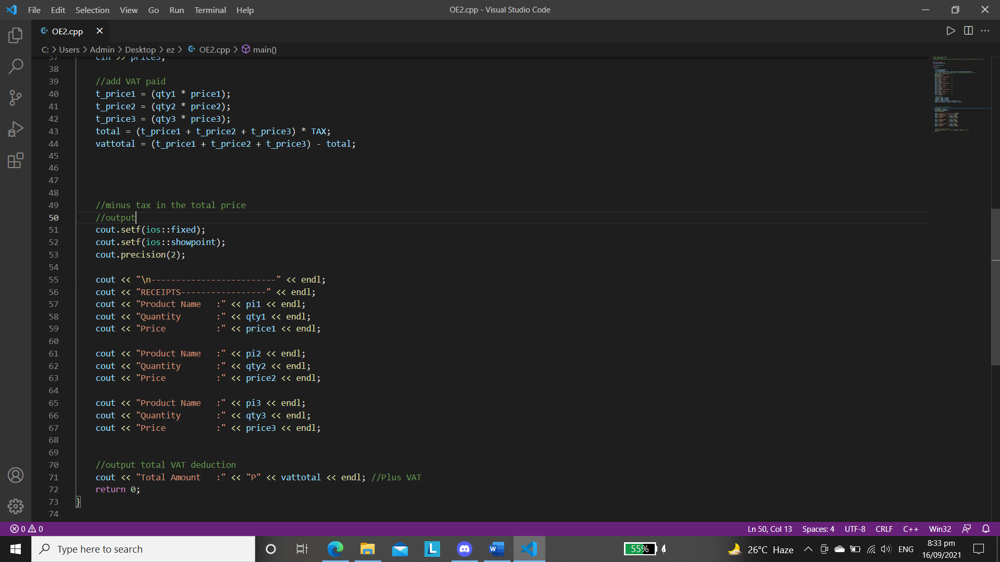 File Edit Selection View Go Run Terminal Help
OE2.cpp - Visual Studio Code
OE2.cpp
C: > Users > Admin > Desktop > ez > OE2.cpp > main()
37 cin >> price3;
38
39 //add VAT paid
40 t_price1 = (qty1 * price1);
41 t_price2 = (qty2 * price2);
42 t_price3 = (qty3 * price3);
43 total = (t_price1 + t_price2 + t_price3) * TAX;
44 vattotal = (t_price1 + t_price2 + t_price3) - total;
45
46
47
48
49 //minus tax in the total price
50 //output
51 cout.setf(ios::fixed);
52 cout.setf(ios::showpoint);
53 cout.precision(2);
54
55 cout << "\n-------------------------" << endl;
56 cout << "RECEIPTS-----------------" << endl;
57 cout << "Product Name   :" << pi1 << endl;
58 cout << "Quantity       :" << qty1 << endl;
59 cout << "Price          :" << price1 << endl;
60
61 cout << "Product Name   :" << pi2 << endl;
62 cout << "Quantity       :" << qty2 << endl;
63 cout << "Price          :" << price2 << endl;
64
65 cout << "Product Name   :" << pi3 << endl;
66 cout << "Quantity       :" << qty3 << endl;
67 cout << "Price          :" << price3 << endl;
68
69
70 //output total VAT deduction
71 cout << "Total Amount   :" << "P" << vattotal << endl; //Plus VAT
72 return 0;
73 }
74
0 0
Ln 50, Col 13 Spaces: 4 UTF-8 CRLF C++ Win32
Type here to search
L
W
55%
26°C Haze
ENG
8:33 pm
16/09/2021